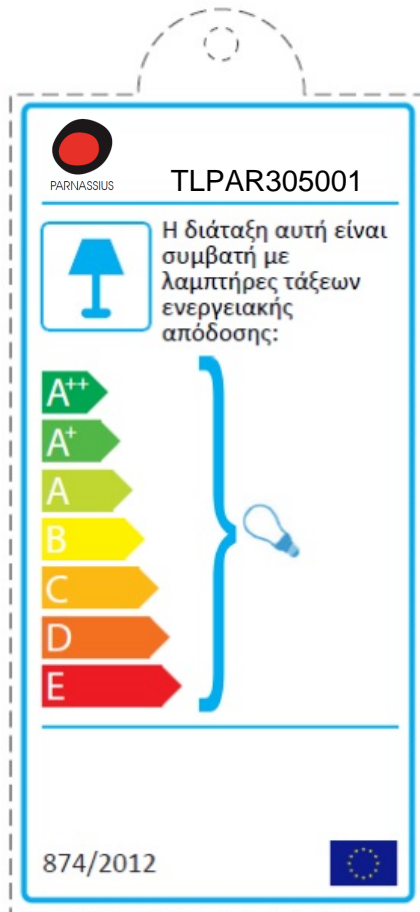 PARNASSIUS
TLPAR305001
Η διάταξη αυτή είναι
συμβατή με
λαμπτήρες τάξεων
ενεργειακής
απόδοσης:
A++
A+
A
B
C
D
E
874/2012